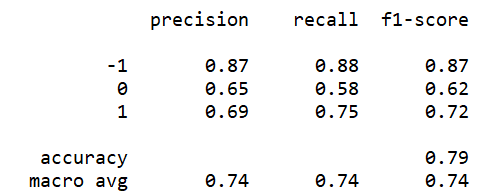 precision recall f1-score
-1 0.87 0.88 0.87
0 0.65 0.58 0.62
1 0.69 0.75 0.72
accuracy 0.79
macro avg 0.74 0.74 0.74